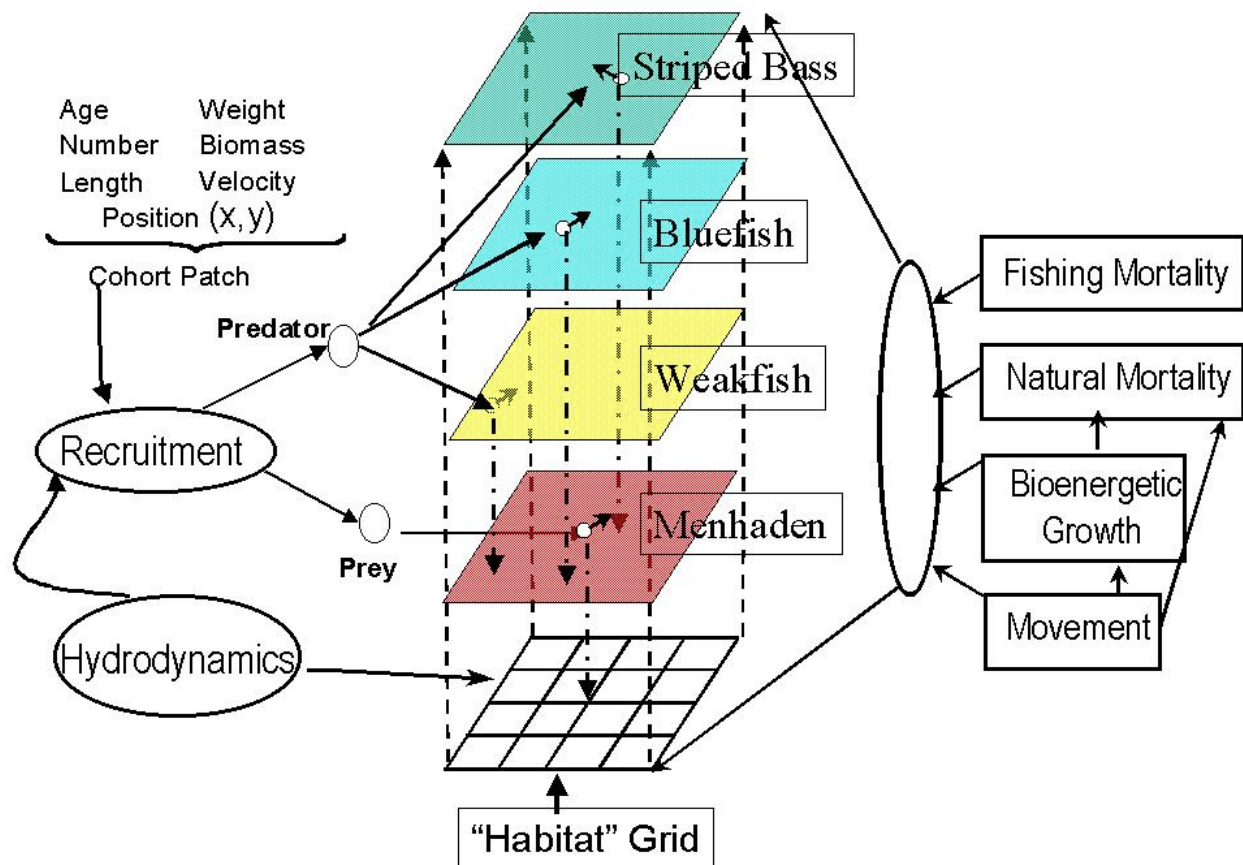 Striped Bass
Age Weight
Number Biomass
Length Velocity
Position (x, y)
Cohort Patch
Bluefish
Fishing Mortality
Predator
Weakfish
Natural Mortality
Recruitment
Bioenergetic
Growth
Menhaden
Prey
Movement
Hydrodynamics
“Habitat” Grid